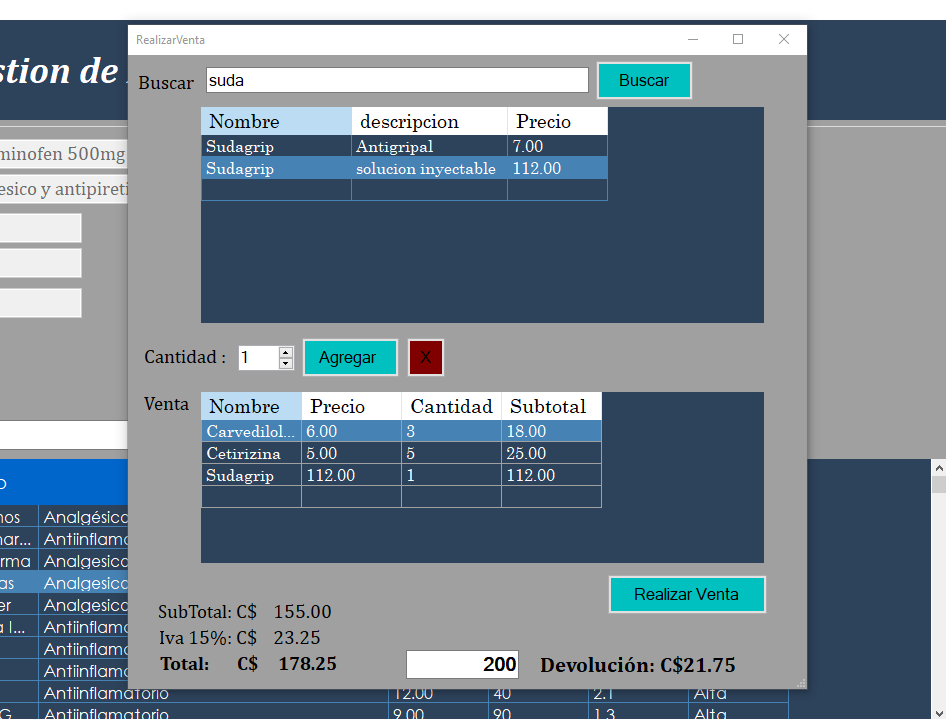 RealizarVenta
stion de
Buscar suda Buscar
Nombre descripcion Precio
Sudagrip Antigripal 7.00
Sudagrip solucion inyectable 112.00
minofen 500mg
esico y antipireti
Cantidad : 1 Agregar X
Venta
Nombre Precio Cantidad Subtotal
Carvedilol... 6.00 3 18.00
Cetirizina 5.00 5 25.00
Sudagrip 112.00 1 112.00
Realizar Venta
SubTotal: C$ 155.00
Iva 15%: C$ 23.25
Total: C$ 178.25
200 Devolución: C$21.75
o
nos Analgésico
nar... Antiinflamo
rma Analgesico
as Analgesico
er Analgesico
a l... Antiinflamo
Antiinflamo
Antiinflamo
Antiinflamatorio 12.00 40 2.1 Alta
G Antiinflamatorio 9.00 90 1.3 Alta